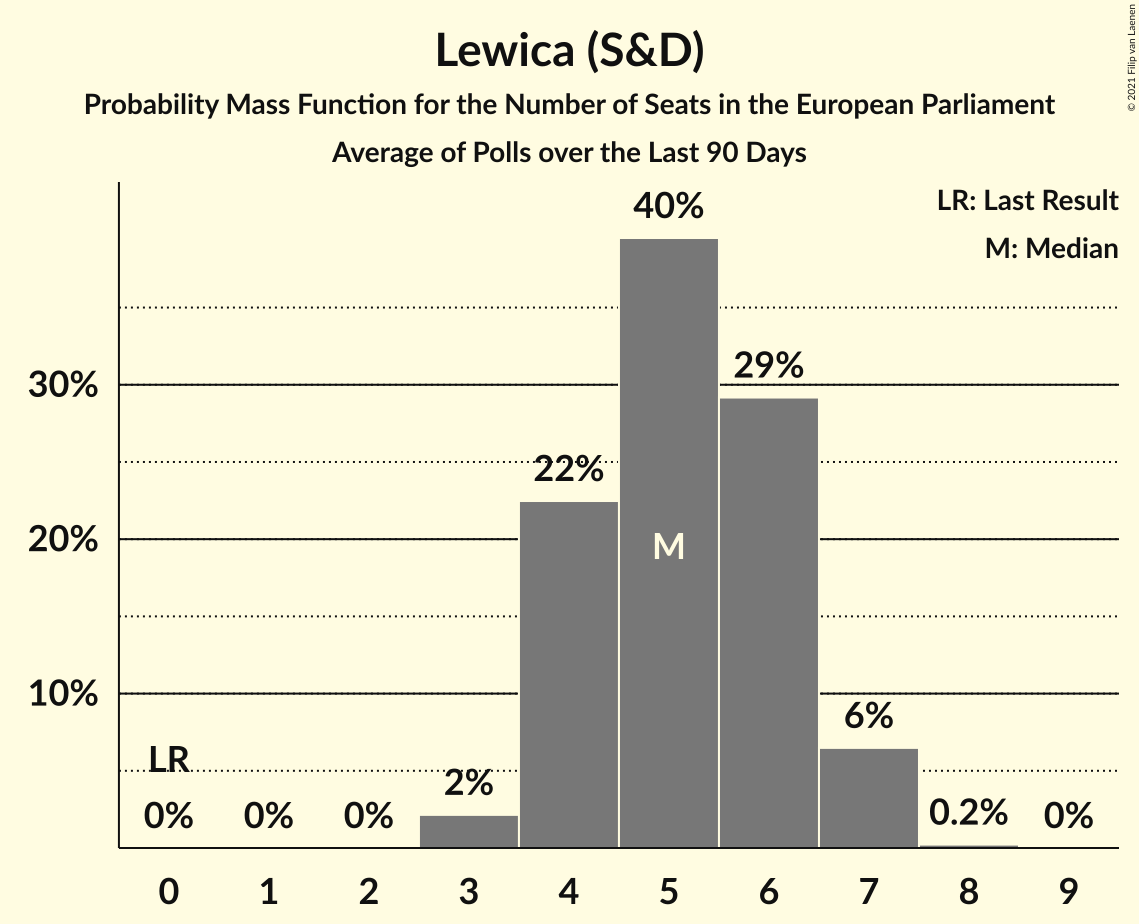 Lewica (S&D)
Probability Mass Function for the Number of Seats in the European Parliament
Average of Polls over the Last 90 Days
© 2021 Filip van Laenen
LR: Last Result
M: Median
40%
30%
29%
22%
20%
M
10%
6%
LR
2%
0% 0% 0% 0.2% 0%
0 1 2 3 4 5 6 7 8 9